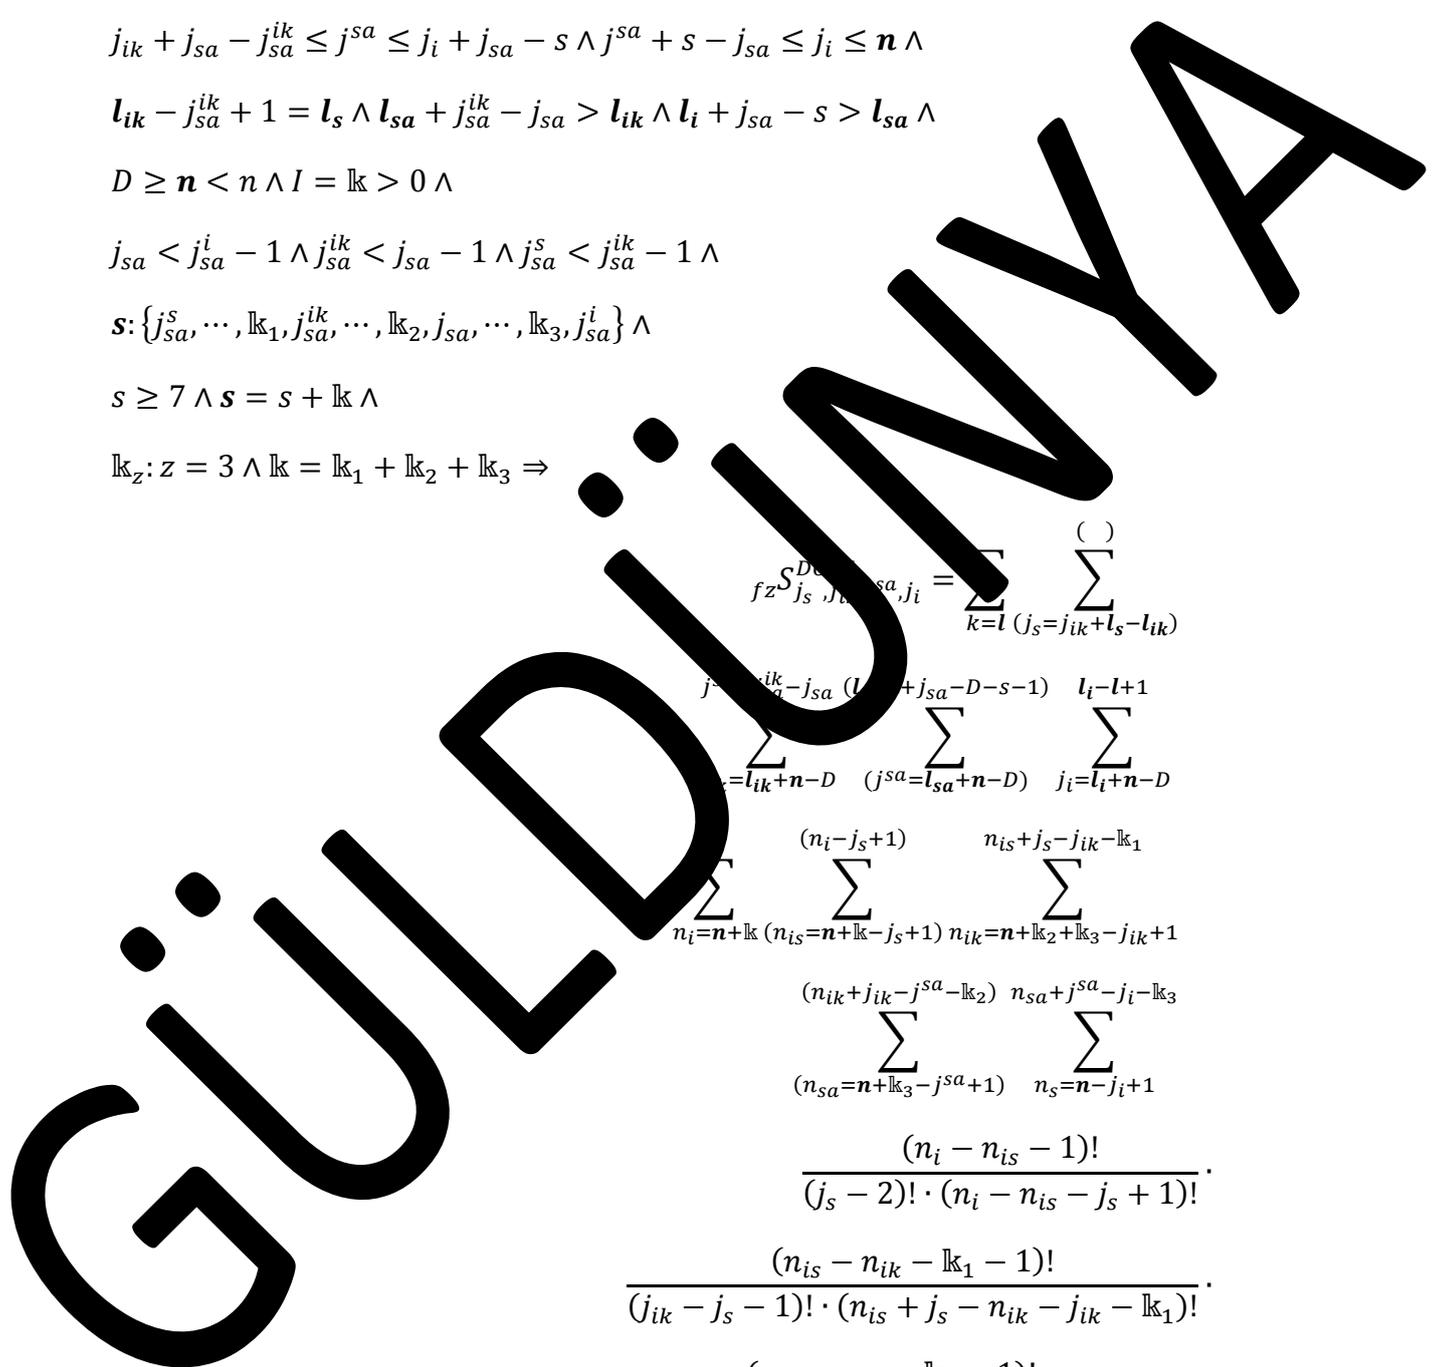 j_{ik} + j_{sa} − j_{sa}^{ik} ≤ j^{sa} ≤ j_i + j_{sa} − s ∧ j^{sa} + s − j_{sa} ≤ j_i ≤ n ∧
l_{ik} − j_{sa}^{ik} + 1 = l_s ∧ l_{sa} + j_{sa}^{ik} − j_{sa} > l_{ik} ∧ l_i + j_{sa} − s > l_{sa} ∧
D ≥ n < n ∧ I = 𝕜 > 0 ∧
j_{sa} < j_{sa}^i − 1 ∧ j_{sa}^{ik} < j_{sa} − 1 ∧ j_{sa}^s < j_{sa}^{ik} − 1 ∧
s: {j_{sa}^s, ⋯ , 𝕜_1, j_{sa}^{ik}, ⋯ , 𝕜_2, j_{sa}, ⋯ , 𝕜_3, j_{sa}^i} ∧
s ≥ 7 ∧ s = s + 𝕜 ∧
𝕜_z: z = 3 ∧ 𝕜 = 𝕜_1 + 𝕜_2 + 𝕜_3 ⇒
( )
_{fz}S = ∑ ∑
k=l (j_s=j_{ik}+l_s−l_{ik})
−j_{sa} +j_{sa}−D−s−1) l_i−l+1
∑ ∑ ∑
=l_{ik}+n−D (j^{sa}=l_{sa}+n−D) j_i=l_i+n−D
(n_i−j_s+1) n_{is}+j_s−j_{ik}−𝕜_1
∑ ∑ ∑
n_i=n+𝕜 (n_{is}=n+𝕜−j_s+1) n_{ik}=n+𝕜_2+𝕜_3−j_{ik}+1
(n_{ik}+j_{ik}−j^{sa}−𝕜_2) n_{sa}+j^{sa}−j_i−𝕜_3
∑ ∑
(n_{sa}=n+𝕜_3−j^{sa}+1) n_s=n−j_i+1
(n_i − n_{is} − 1)!
(j_s − 2)! · (n_i − n_{is} − j_s + 1)! ·
(n_{is} − n_{ik} − 𝕜_1 − 1)!
(j_{ik} − j_s − 1)! · (n_{is} + j_s − n_{ik} − j_{ik} − 𝕜_1)! ·
GÜLDÜNYA